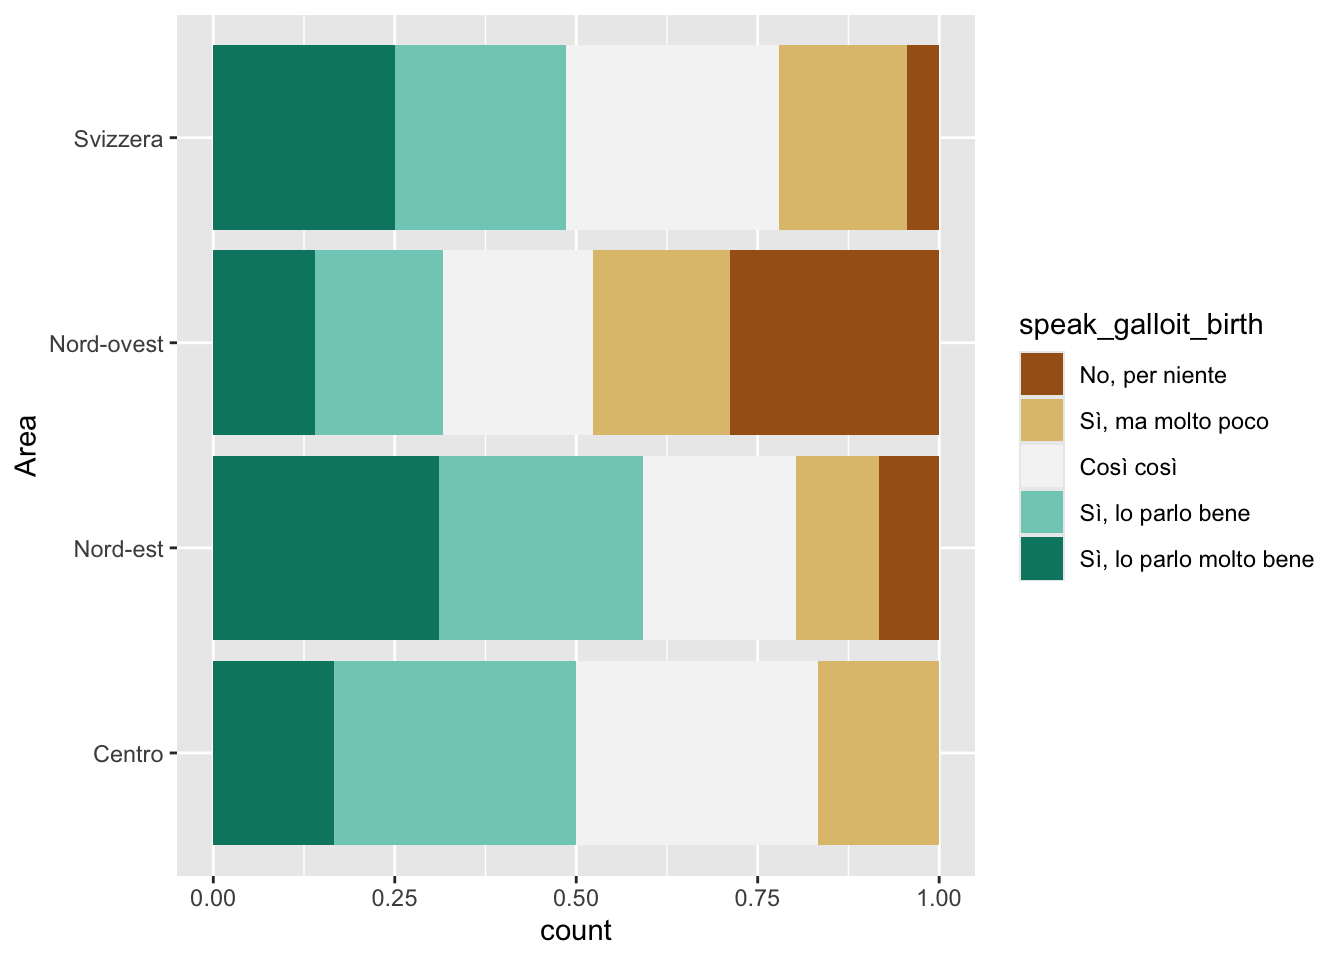 Svizzera
Nord-ovest
Nord-est
Centro
Area
0.00 0.25 0.50 0.75 1.00
count
speak_galloit_birth
No, per niente
Sì, ma molto poco
Così così
Sì, lo parlo bene
Sì, lo parlo molto bene